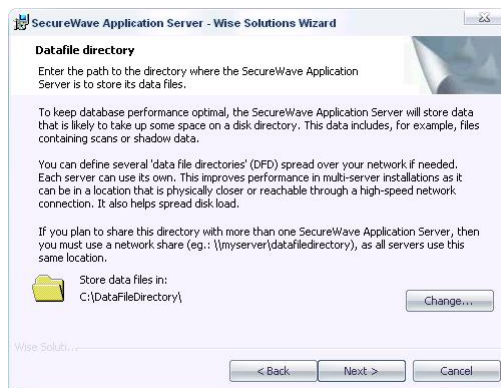 SecureWave Application Server - Wise Solutions Wizard
Datafile directory
Enter the path to the directory where the SecureWave Application
Server is to store its data files.
To keep database performance optimal, the SecureWave Application Server will store data
that is likely to take up some space on a disk directory. This data includes, for example, files
containing scans or shadow data.
You can define several 'data file directories' (DFD) spread over your network if needed.
Each server can use its own. This improves performance in multi-server installations as it
can be in a location that is physically closer or reachable through a high-speed network
connection. It also helps spread disk load.
If you plan to share this directory with more than one SecureWave Application Server, then
you must use a network share (eg.: \\myserver\datafiledirectory), as all servers use this
same location.
Store data files in:
C:\DataFileDirectory\
Change...
Wise Soluti...
< Back
Next >
Cancel